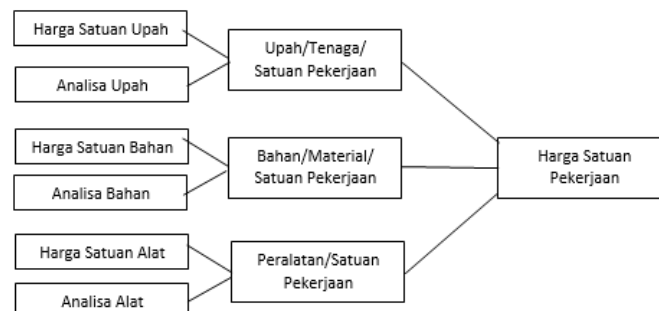 Harga Satuan Upah
Analisa Upah
Upah/Tenaga/
Satuan Pekerjaan
Harga Satuan Bahan
Analisa Bahan
Bahan/Material/
Satuan Pekerjaan
Harga Satuan Alat
Analisa Alat
Peralatan/Satuan
Pekerjaan
Harga Satuan
Pekerjaan